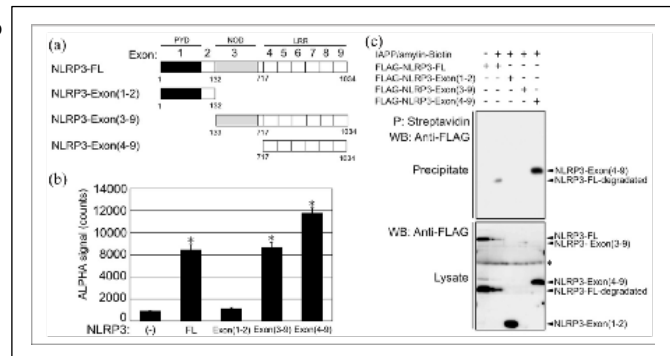 (a)
PYD NOD LRR
Exon: 1 2 3 4 5 6 7 8 9
NLRP3-FL
1 132 717 1034
NLRP3-Exon(1-2)
1 132
NLRP3-Exon(3-9)
132 717 1034
NLRP3-Exon(4-9)
717 1034
(b)
ALPHA signal (counts)
14000
12000
10000
8000
6000
4000
2000
0
* * *
NLRP3: (-) FL Exon(1-2) Exon(3-9) Exon(4-9)
(c)
IAPP/amylin-Biotin - + + + +
FLAG-NLRP3-FL + +
FLAG-NLRP3-Exon(1-2) +
FLAG-NLRP3-Exon(3-9) +
FLAG-NLRP3-Exon(4-9) +
P: Streptavidin
WB: Anti-FLAG
Precipitate
NLRP3-Exon(4-9)
NLRP3-FL-degraded
WB: Anti-FLAG
NLRP3-FL
NLRP3- Exon(3-9)
*
Lysate
NLRP3-Exon(4-9)
NLRP3-FL-degraded
NLRP3-Exon(1-2)